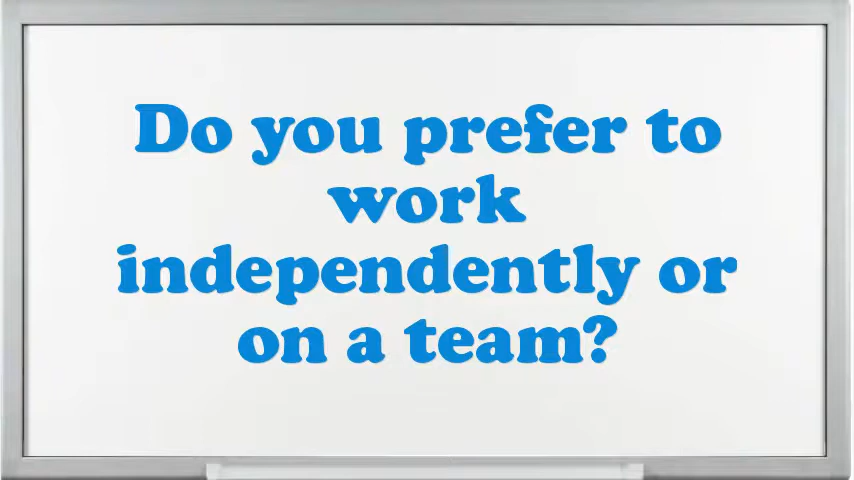 Do you prefer to
work
independently or
on a team?